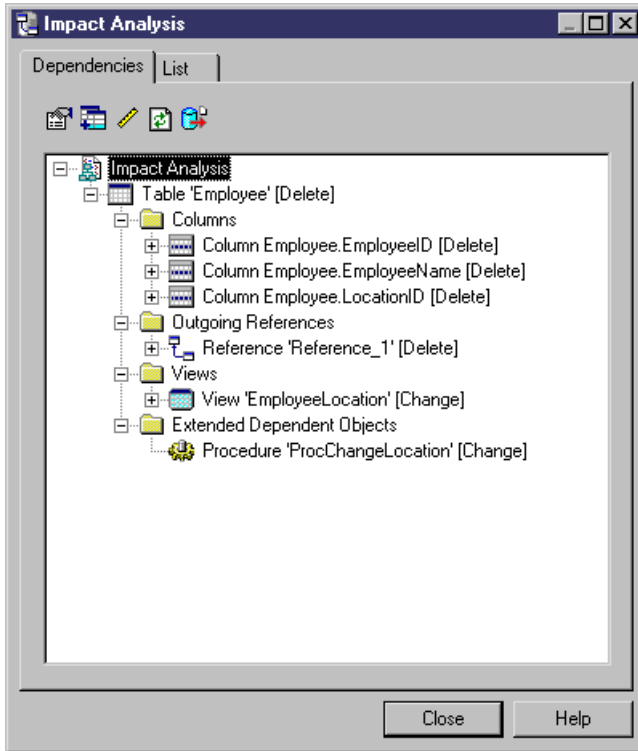 Impact Analysis
Dependencies List
Impact Analysis
Table 'Employee' [Delete]
Columns
Column Employee.EmployeeID [Delete]
Column Employee.EmployeeName [Delete]
Column Employee.LocationID [Delete]
Outgoing References
Reference 'Reference_1' [Delete]
Views
View 'EmployeeLocation' [Change]
Extended Dependent Objects
Procedure 'ProcChangeLocation' [Change]
Close Help